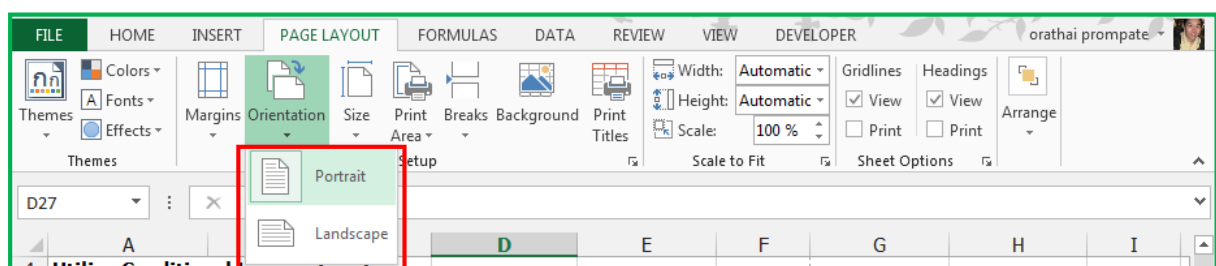 FILE HOME INSERT PAGE LAYOUT FORMULAS DATA REVIEW VIEW DEVELOPER orathai prompate
กก Colors Width: Automatic Gridlines Headings
A Fonts Height: Automatic View View
Themes Effects Margins Orientation Size Print Area Breaks Background Print Titles Scale: 100 % Print Print Arrange
Themes Setup Scale to Fit Sheet Options
Portrait
D27
Landscape
A D E F G H I